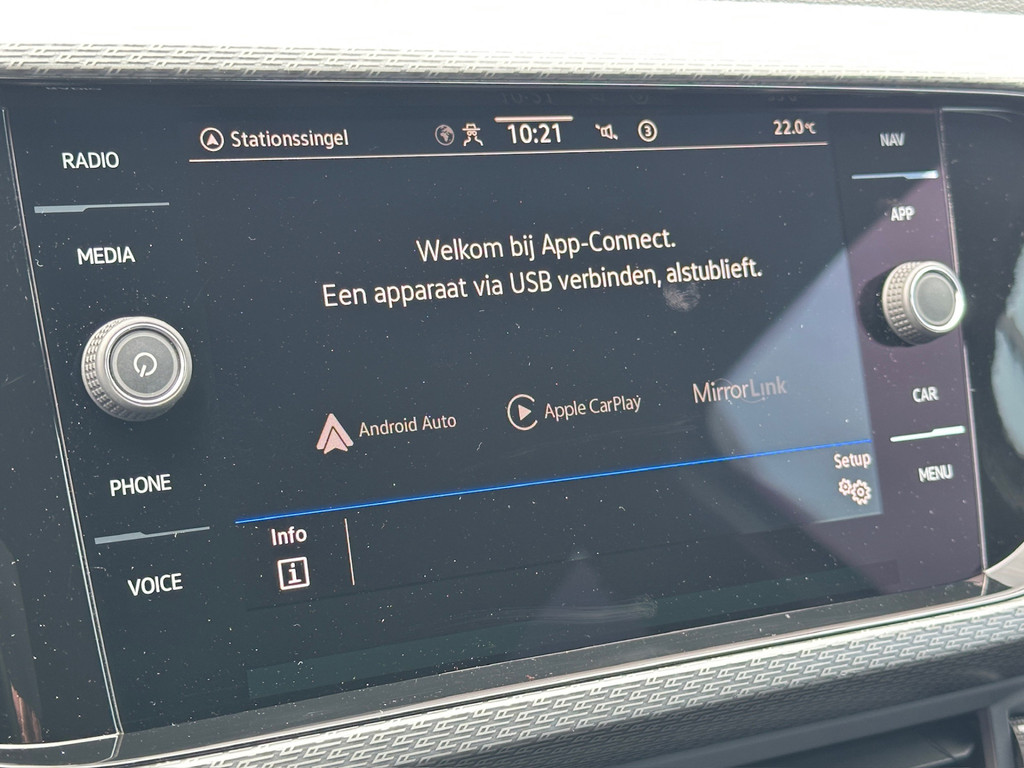 RADIO
MEDIA
PHONE
VOICE
Stationssingel
10:21
3
22.0°C
Welkom bij App-Connect.
Een apparaat via USB verbinden, alstublieft.
Android Auto
Apple CarPlay
MirrorLink
Setup
Info
i
NAV
APP
CAR
MENU